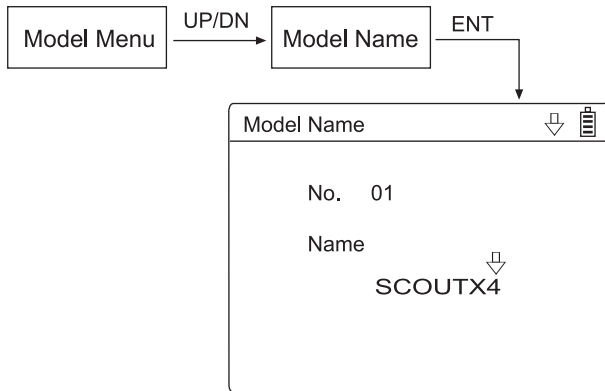 Model Menu
UP/DN
Model Name
ENT
Model Name
No. 01
Name
SCOUTX4